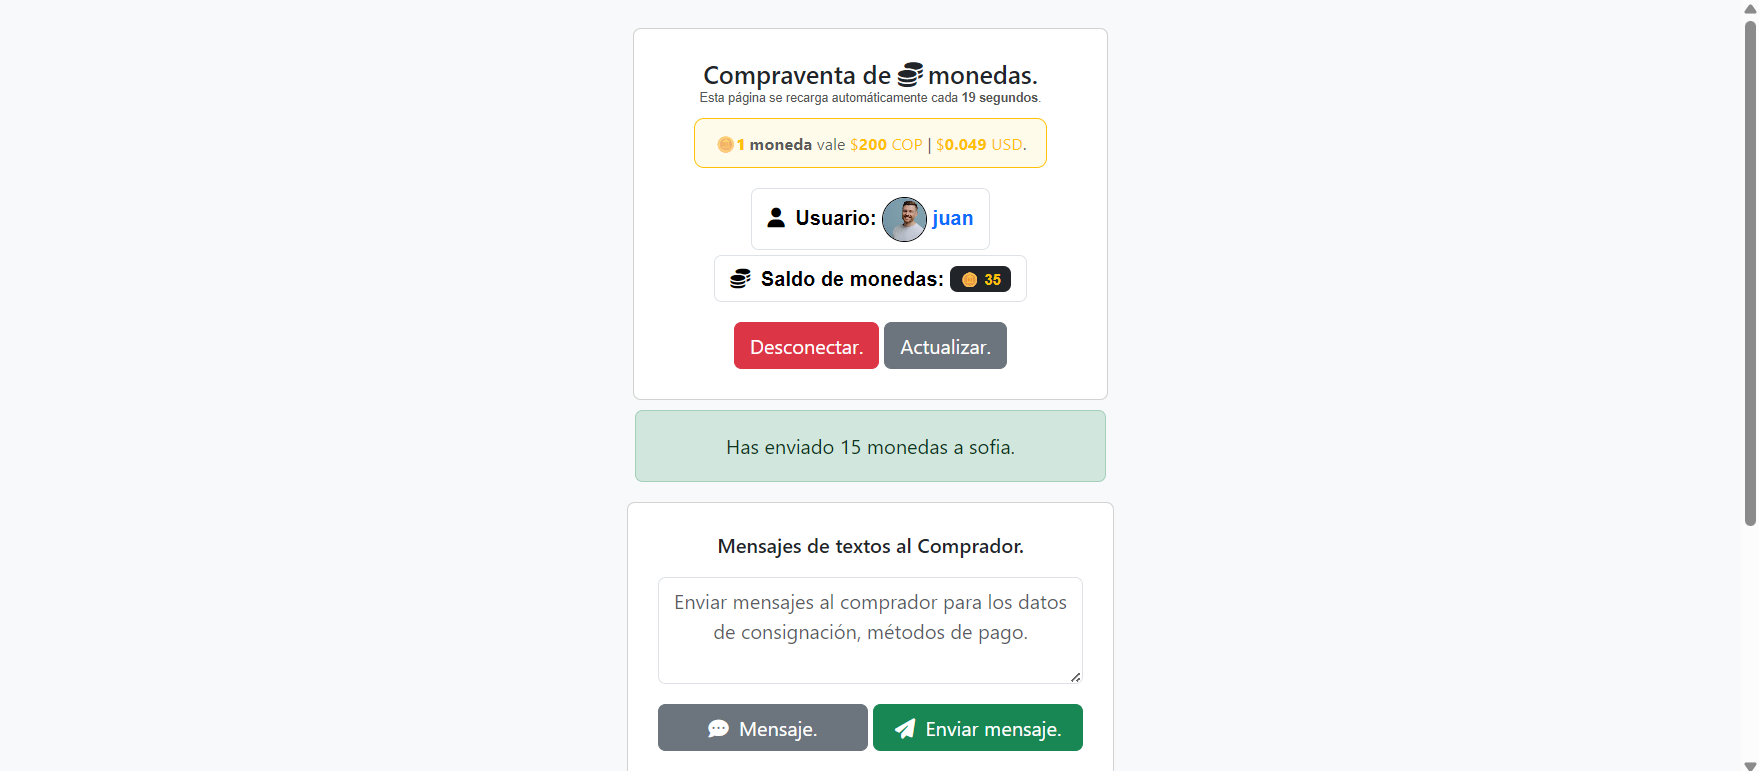 Compraventa de monedas.
Esta página se recarga automáticamente cada 19 segundos.
1 moneda vale $200 COP | $0.049 USD.
Usuario: juan
Saldo de monedas: 35
Desconectar. Actualizar.
Has enviado 15 monedas a sofia.
Mensajes de textos al Comprador.
Enviar mensajes al comprador para los datos
de consignación, métodos de pago.
Mensaje. Enviar mensaje.